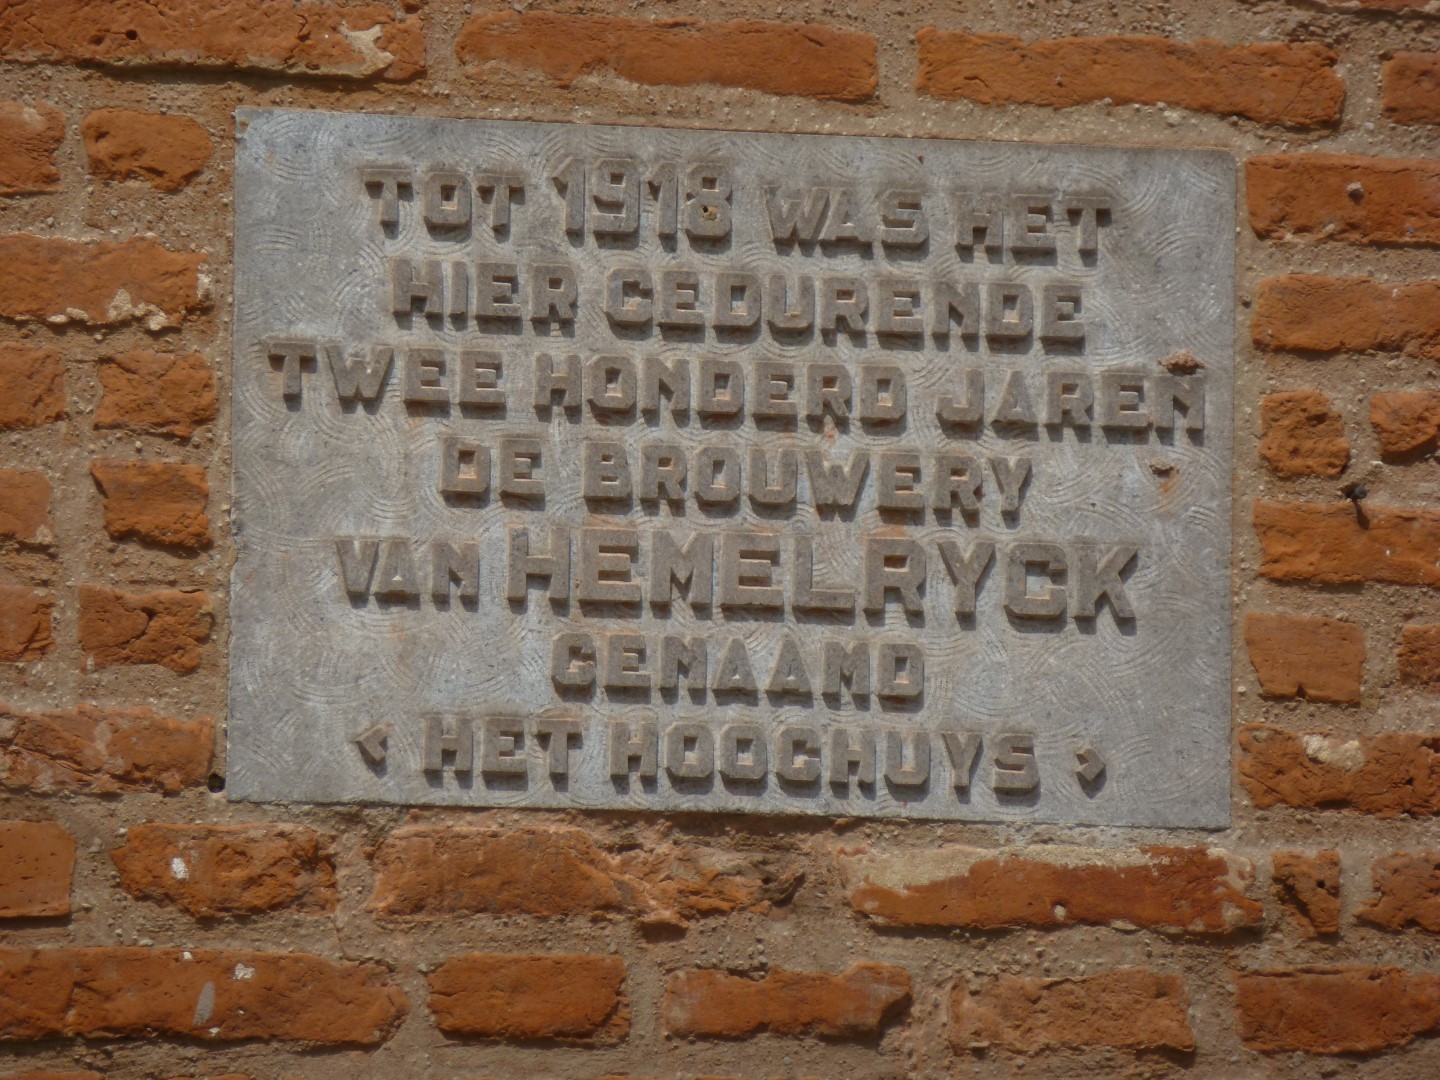 TOT 1918 WAS HET
HIER GEDURENDE
TWEE HONDERD JAREN
DE BROUWERY
VAN HEMELRYCK
GENAAMD
‹ HET HOOGHUYS ›